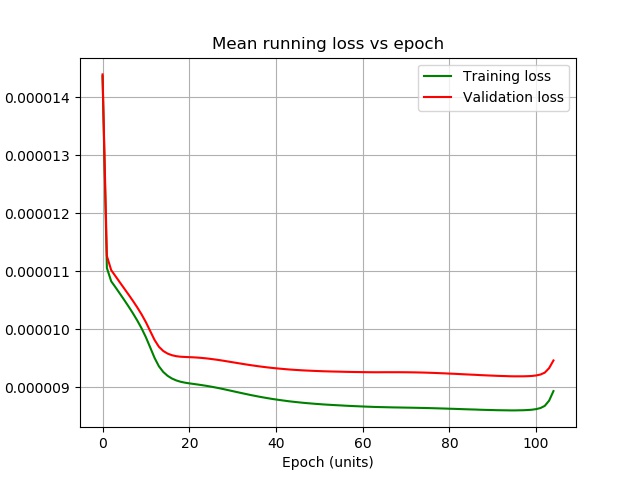 Mean running loss vs epoch
Training loss
Validation loss
0.000014
0.000013
0.000012
0.000011
0.000010
0.000009
0 20 40 60 80 100
Epoch (units)